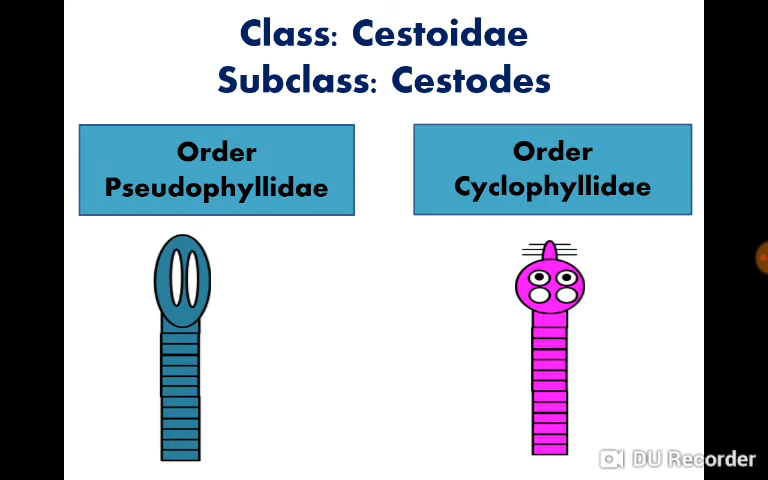 Class: Cestoidae
Subclass: Cestodes
Order
Pseudophyllidae
Order
Cyclophyllidae
DU Recorder